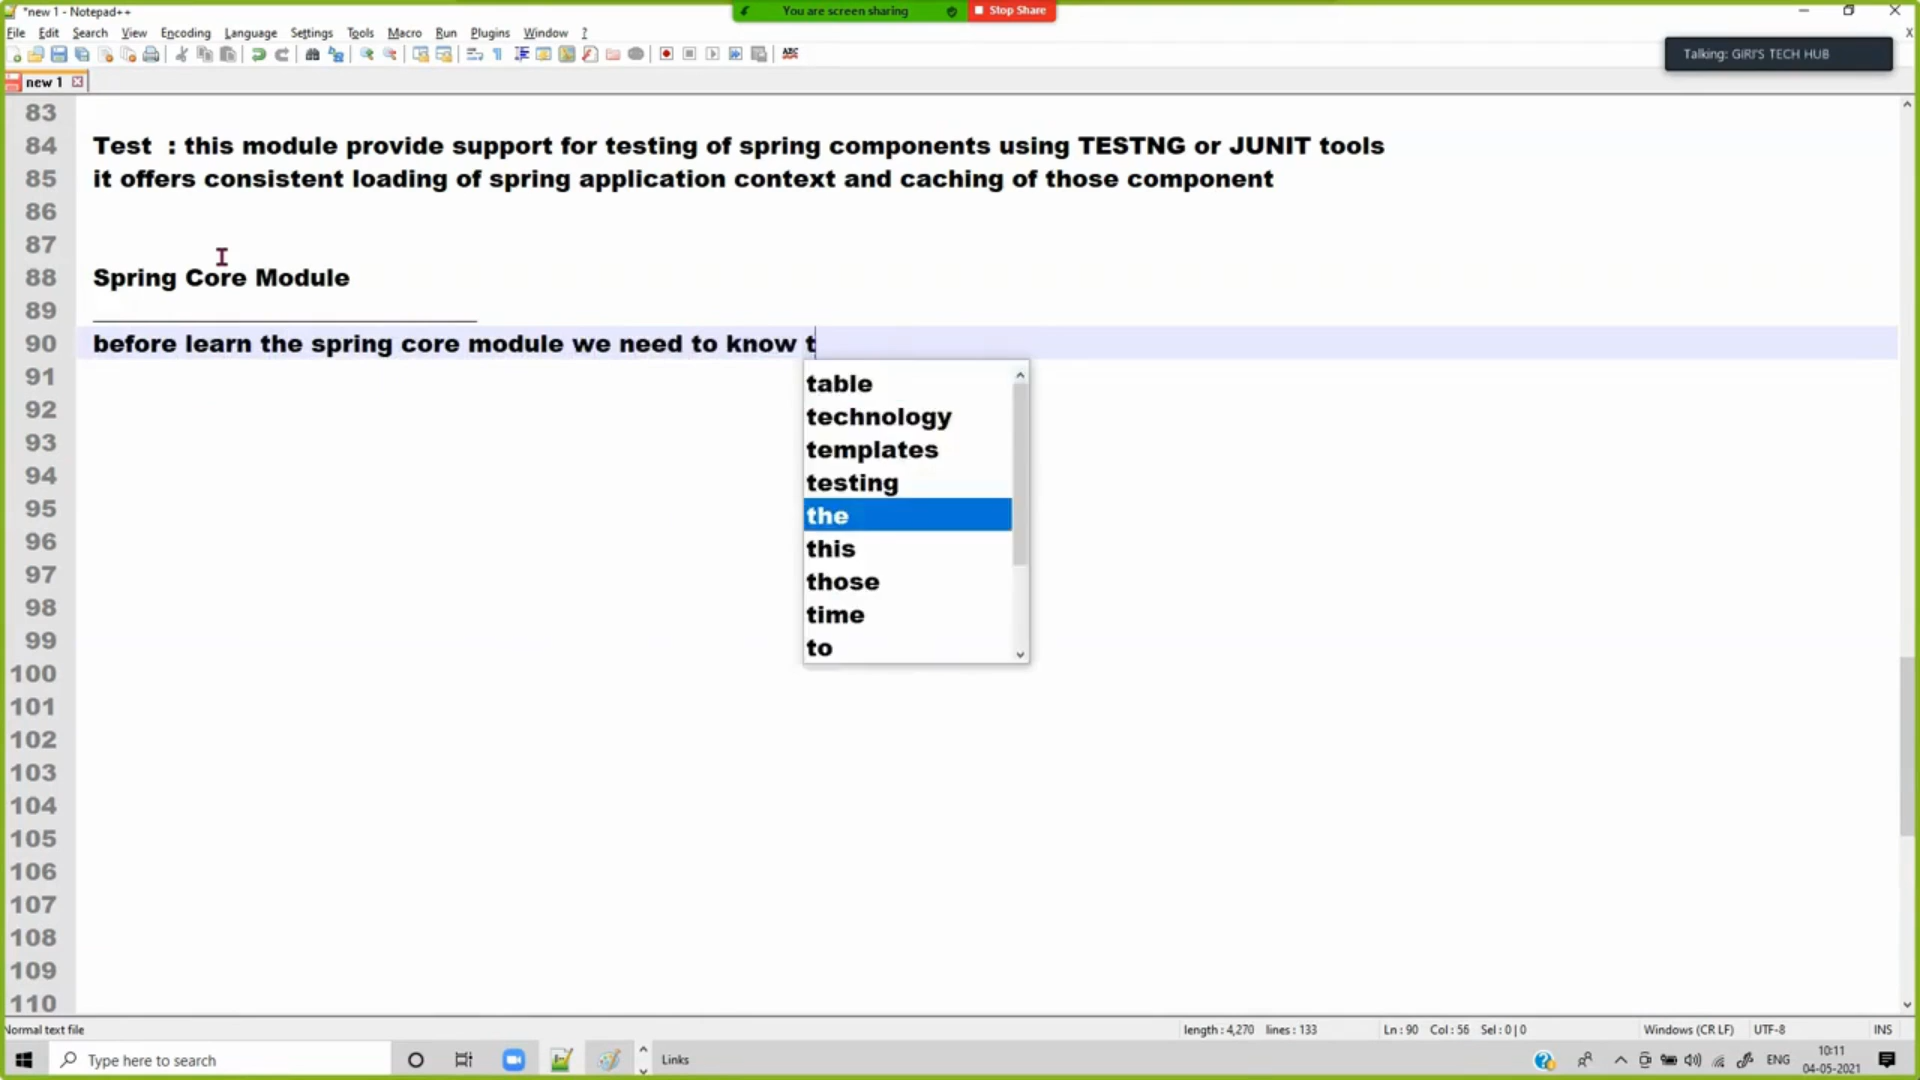 *new 1 - Notepad++
You are screen sharing
Stop Share
File Edit Search View Encoding Language Settings Tools Macro Run Plugins Window ?
X
Talking: GIRI'S TECH HUB
new 1
83
84 Test : this module provide support for testing of spring components using TESTNG or JUNIT tools
85 it offers consistent loading of spring application context and caching of those component
86
87
88 Spring Core Module
89 ___________________________
90 before learn the spring core module we need to know t
91
table
92
technology
93
templates
94
testing
95
the
96
this
97
those
98
time
99
to
100
101
102
103
104
105
106
107
108
109
110
Normal text file
length : 4,270 lines : 133
Ln : 90 Col : 56 Sel : 0 | 0
Windows (CR LF)
UTF-8
INS
Type here to search
Links
ENG
10:11
04-05-2021